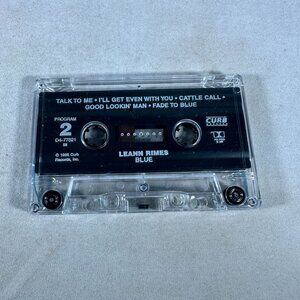 TALK TO ME • I'LL GET EVEN WITH YOU • CATTLE CALL •
GOOD LOOKIN' MAN • FADE TO BLUE
PROGRAM
2
D4-77821
CURB
© 1996 Curb
Records, Inc.
LEANN RIMES
BLUE